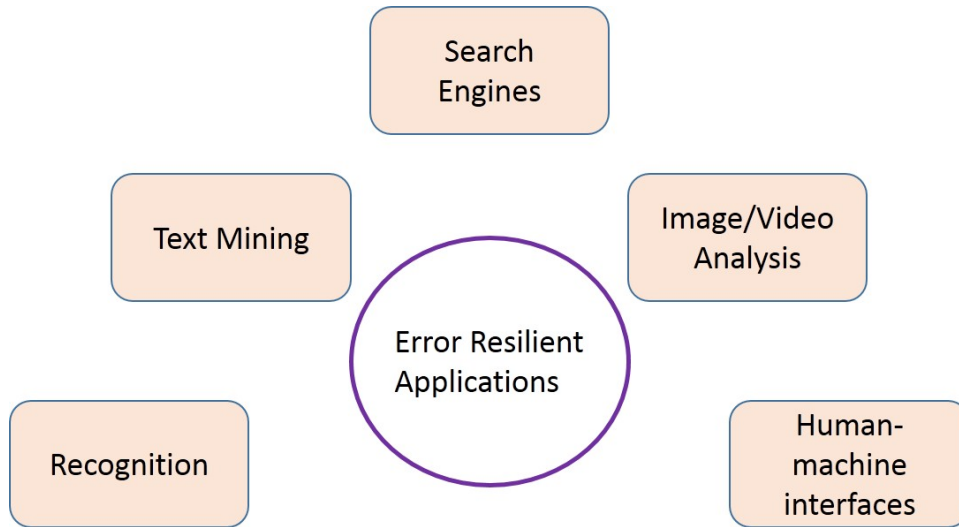 Search
Engines
Text Mining
Image/Video
Analysis
Error Resilient
Applications
Recognition
Human-
machine
interfaces